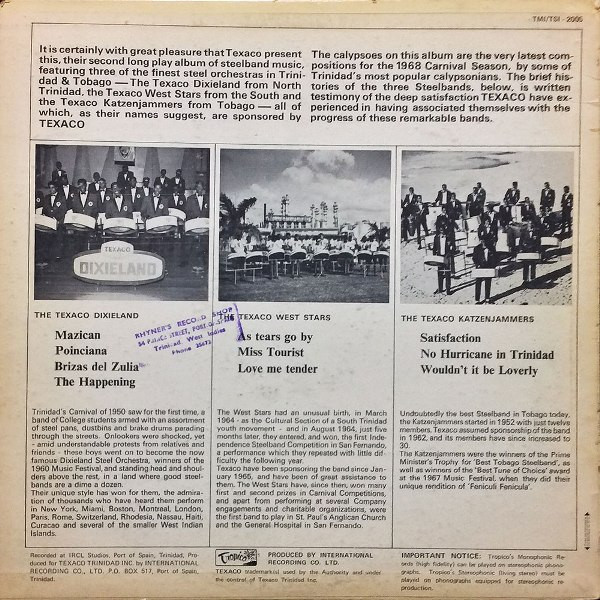 TMI/TSI - 2006
It is certainly with great pleasure that Texaco present
this, their second long play album of steelband music,
featuring three of the finest steel orchestras in Trini-
dad & Tobago — The Texaco Dixieland from North
Trinidad, the Texaco West Stars from the South and
the Texaco Katzenjammers from Tobago — all of
which, as their names suggest, are sponsored by
TEXACO
The calypsoes on this album are the very latest com-
positions for the 1968 Carnival Season, by some of
Trinidad's most popular calypsonians. The brief his-
tories of the three Steelbands, below, is written
testimony of the deep satisfaction TEXACO have ex-
perienced in having associated themselves with the
progress of these remarkable bands.
TEXACO
DIXIELAND
THE TEXACO DIXIELAND
Mazican
Poinciana
Brizas del Zulia
The Happening
KHYNER'S RECORD SHOP
Trinidad, West Indies
Phone
Trinidad's Carnival of 1950 saw for the first time, a
band of College students armed with an assortment
of steel pans, dustbins and brake drums parading
through the streets. Onlookers were shocked, yet
- amid understandable protests from relatives and
friends - these boys went on to become the now
famous Dixieland Steel Orchestra, winners of the
1960 Music Festival, and standing head and shoul-
ders above the rest, in a land where good steel-
bands are a dime a dozen.
Their unique style has won for them, the admira-
tion of thousands who have heard them perform
in New York, Miami, Boston, Montreal, London,
Paris, Rome, Switzerland, Rhodesia, Nassau, Haiti,
Curacao and several of the smaller West Indian
Islands.
THE TEXACO WEST STARS
As tears go by
Miss Tourist
Love me tender
The West Stars had an unusual birth, in March
1964 - as the Cultural Section of a South Trinidad
youth movement - and in August 1964, just five
months later, they entered, and won, the first Inde-
pendence Steelband Competition in San Fernando,
a performance which they repeated with little dif-
ficulty the following year.
Texaco have been sponsoring the band since Jan-
uary 1965, and have been of great assistance to
them. The West Stars have, since then, won many
first and second prizes in Carnival Competitions,
and apart from performing at several Company
engagements and charitable organizations, were
the first band to play in St. Paul's Anglican Church
and the General Hospital in San Fernando.
THE TEXACO KATZENJAMMERS
Satisfaction
No Hurricane in Trinidad
Wouldn't it be Loverly
Undoubtedly the best Steelband in Tobago today,
the Katzenjammers started in 1952 with just twelve
members. Texaco assumed sponsorship of the band
in 1962, and its members have since increased to
30.
The Katzenjammers were the winners of the Prime
Minister's Trophy for 'Best Tobago Steelband', as
well as winners of the 'Best Tune of Choice' award
at the 1967 Music Festival, when they did their
unique rendition of 'Feniculi Fenicula'.
Recorded at IRCL Studios, Port of Spain, Trinidad, Pro-
duced for TEXACO TRINIDAD INC. by INTERNATIONAL
RECORDING CO., LTD. P.O. BOX 517, Port of Spain,
Trinidad.
Tropico
PRODUCED BY INTERNATIONAL
RECORDING CO. LTD.
TEXACO trademarks used by the Authority and under
the control of Texaco Trinidad Inc.
IMPORTANT NOTICE: Tropico's Monophonic Re-
cords (high fidelity) can be played on stereophonic phono-
graphs. Tropico's Stereophonic (living stereo) must be
played on phonographs equipped for stereophonic re-
production.